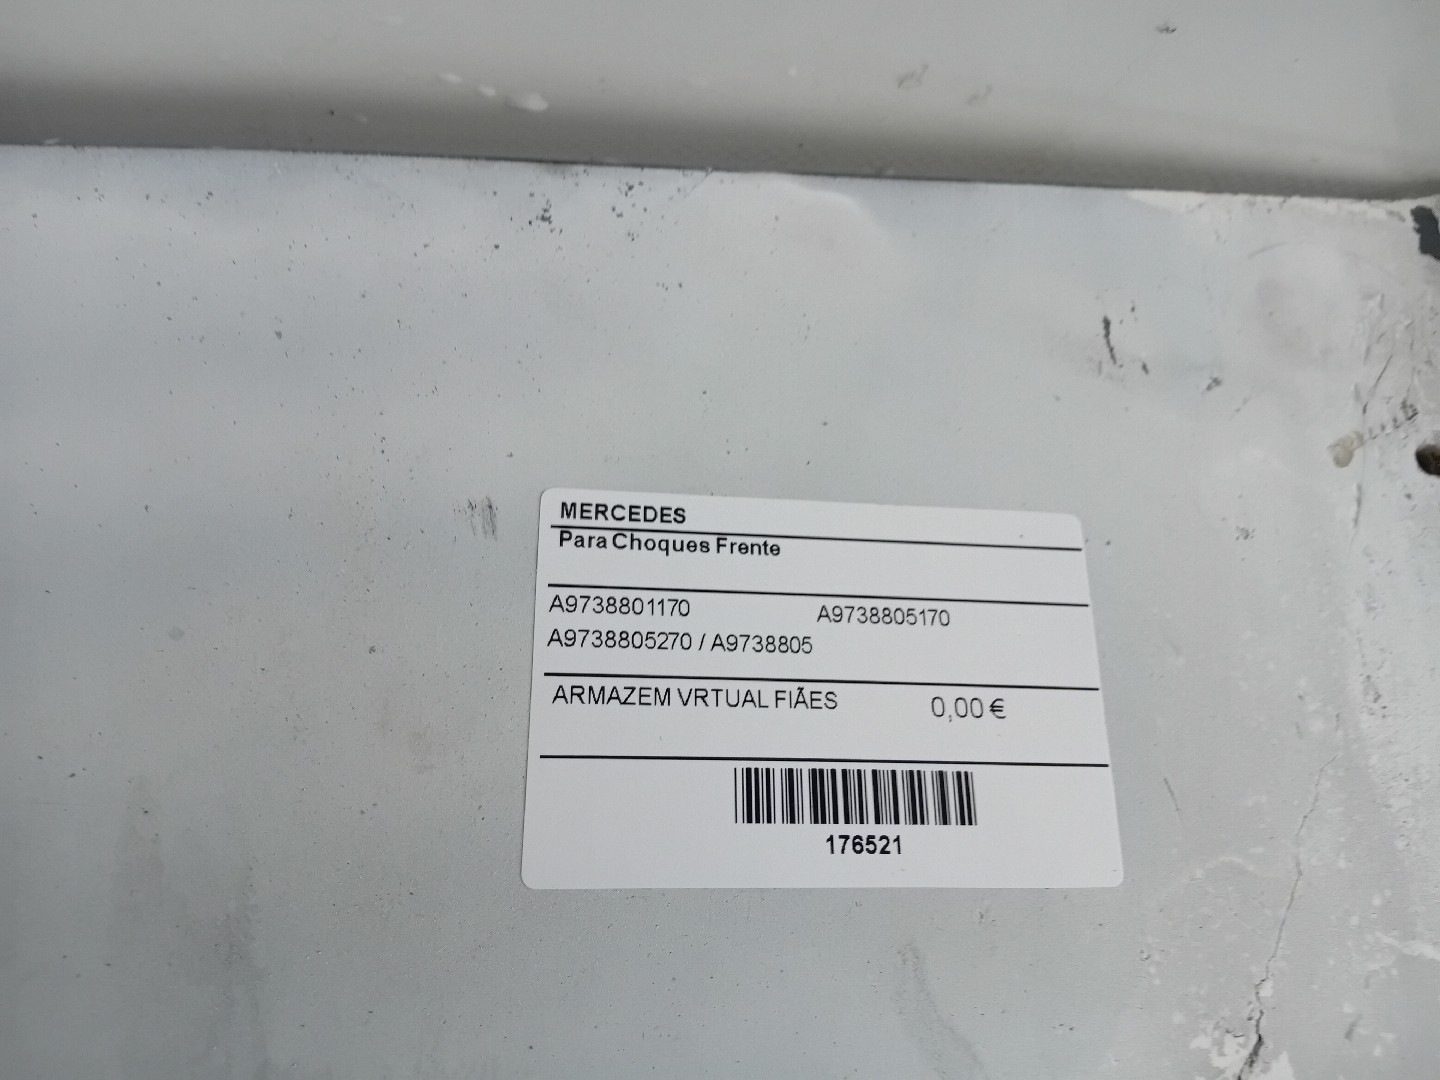 MERCEDES
Para Choques Frente
A9738801170 A9738805170
A9738805270 / A9738805
ARMAZEM VRTUAL FIÃES 0,00 €
176521